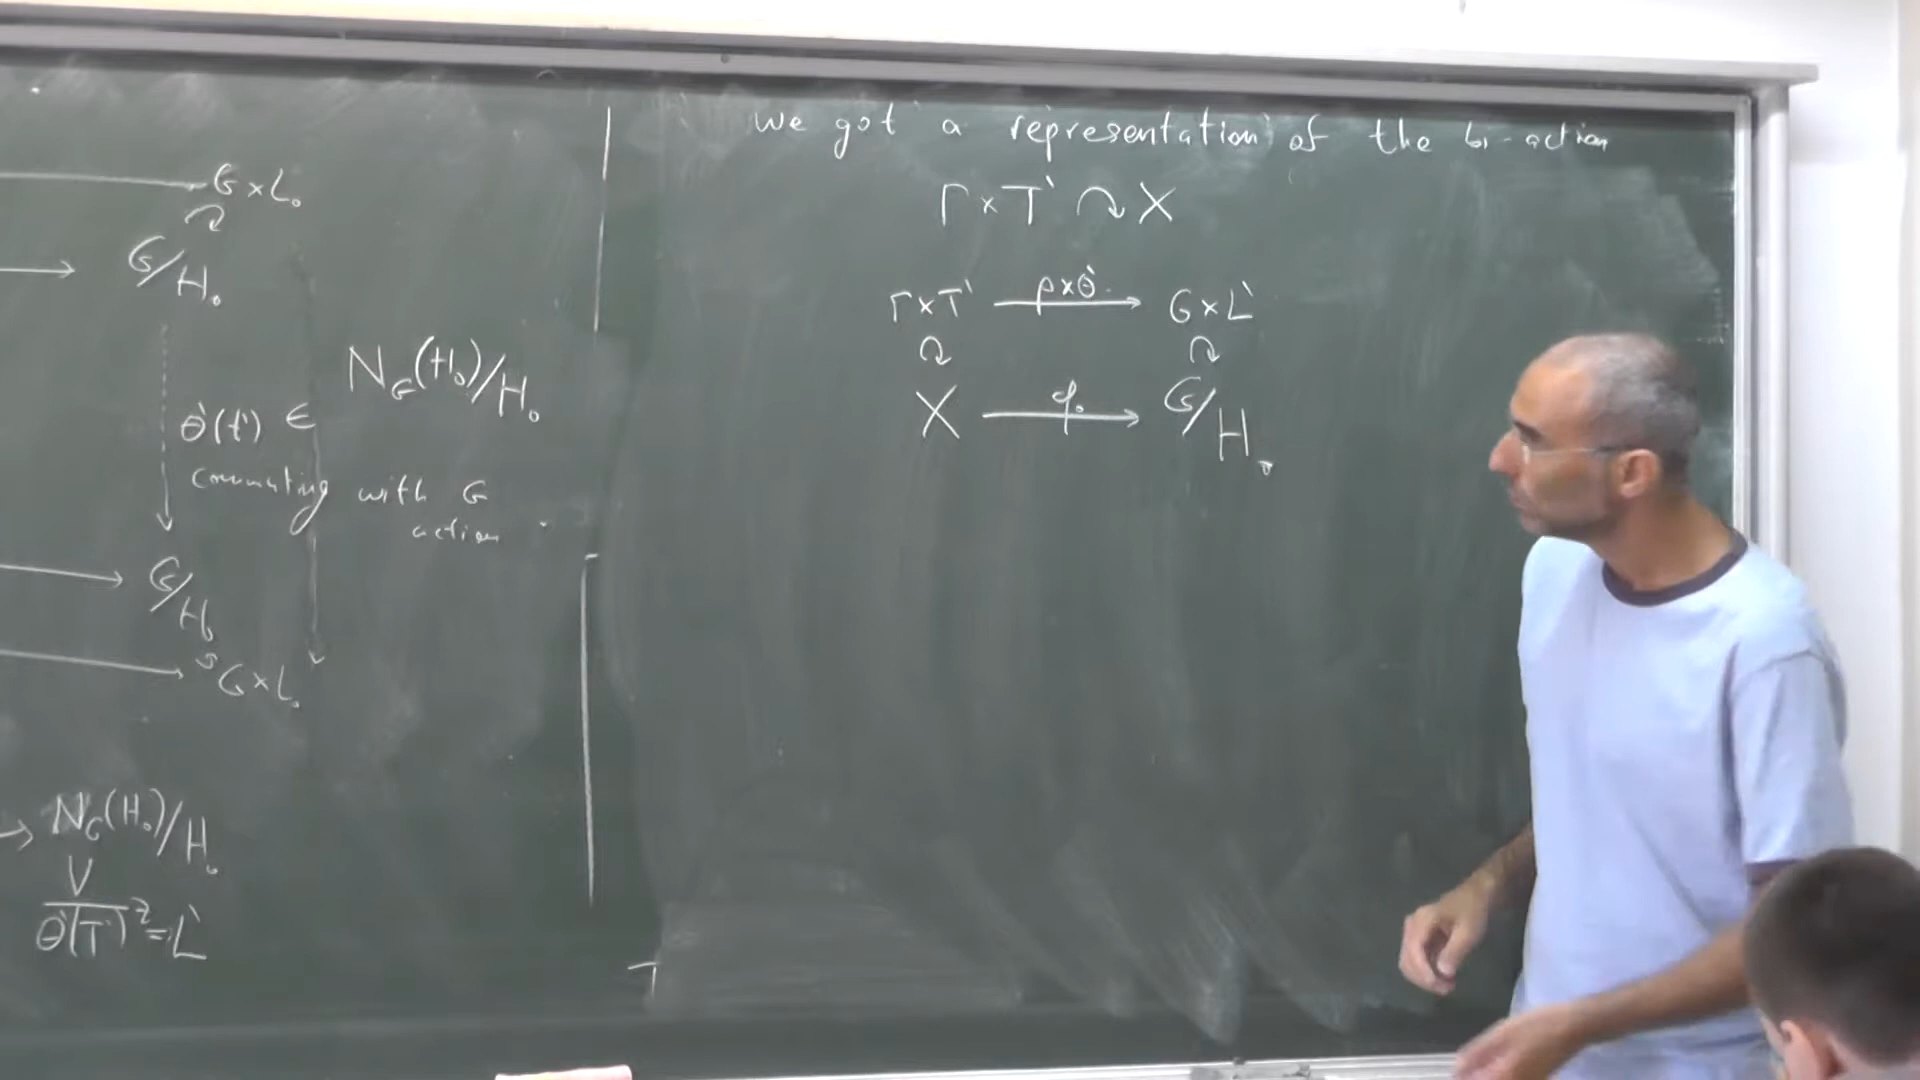 G × L₀
G/H₀
N_G(H₀)/H₀
θ'(t') ∈
commuting with G
action
G/H₀
G × L₀
N_G(H₀)/H₀
θ'(T')^Z = L'
We got a representation of the bi-action
Γ × T' ↷ X
Γ × T' ρ×θ' → G × L'
X φ₀ → G/H₀